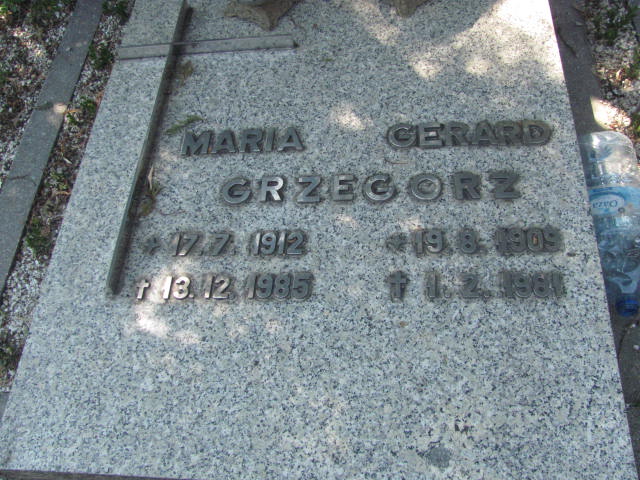 MARIA GERARD
GRZEGORZ
* 17. 7. 1912 * 19. 8. 1909
† 13. 12. 1985 † 1. 2. 1981